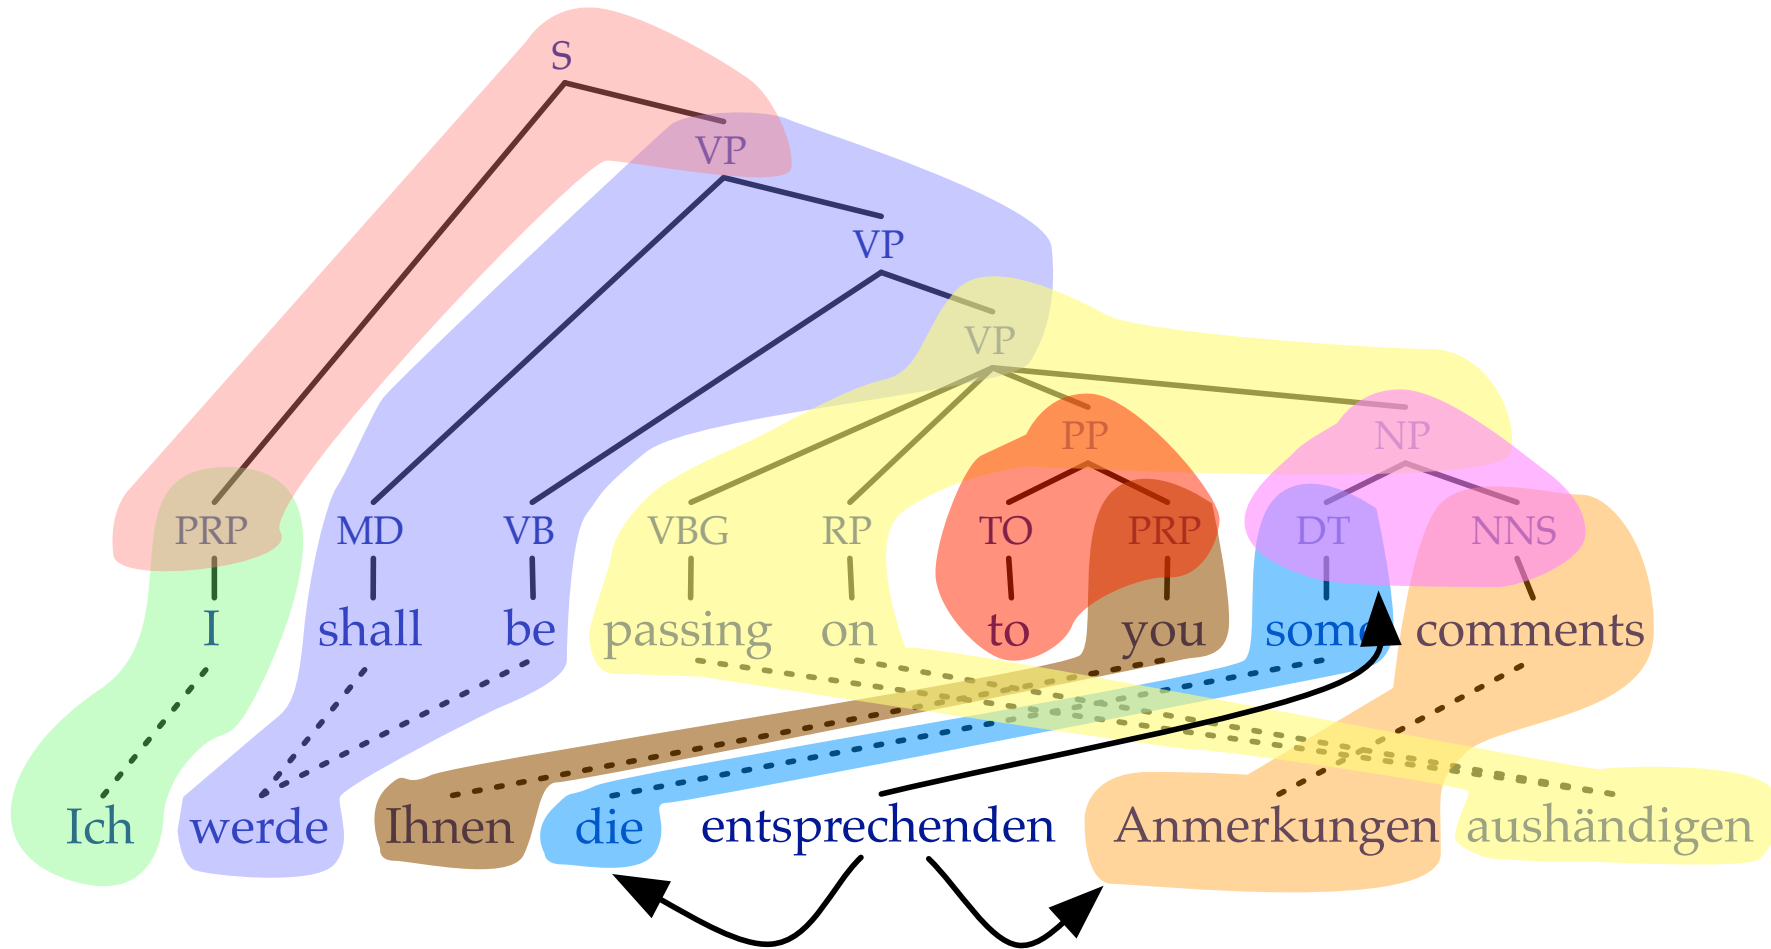 S
VP
VP
VP
PP NP
PRP MD VB VBG RP TO PRP DT NNS
I shall be passing on to you some comments
Ich werde Ihnen die entsprechenden Anmerkungen aushändigen